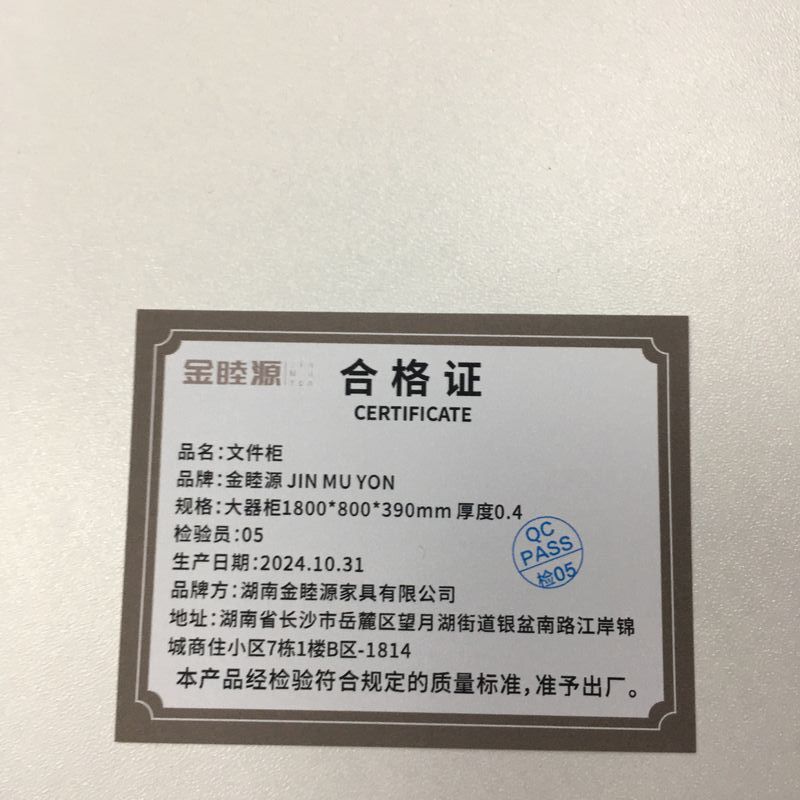 金睦源
合格证
CERTIFICATE
品名:文件柜
品牌:金睦源 JIN MU YON
规格:大器柜1800*800*390mm 厚度0.4
检验员:05
生产日期:2024.10.31
品牌方:湖南金睦源家具有限公司
地址:湖南省长沙市岳麓区望月湖街道银盆南路江岸锦
城商住小区7栋1楼B区-1814
本产品经检验符合规定的质量标准,准予出厂。
QC
PASS
检05